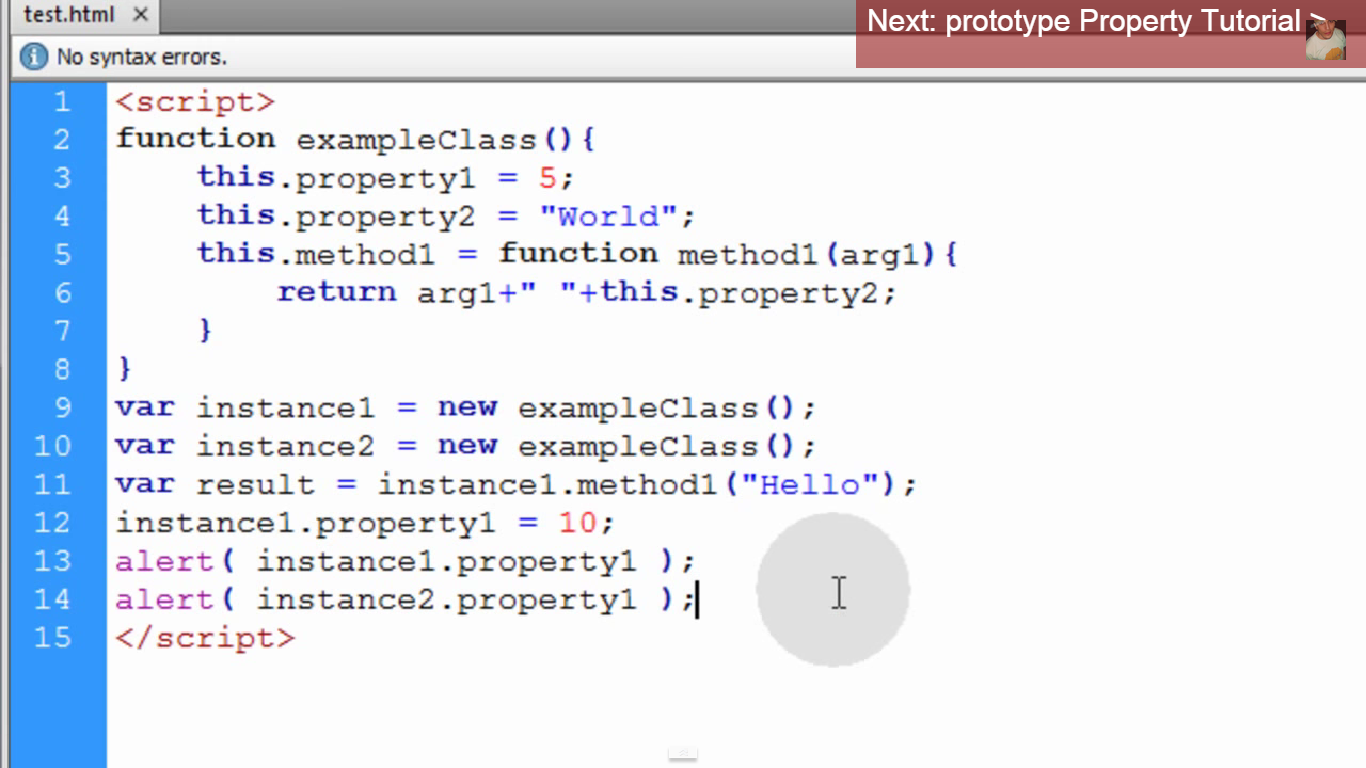 test.html ×
Next: prototype Property Tutorial >
No syntax errors.
1 <script>
2 function exampleClass(){
3 this.property1 = 5;
4 this.property2 = "World";
5 this.method1 = function method1(arg1){
6 return arg1+" "+this.property2;
7 }
8 }
9 var instance1 = new exampleClass();
10 var instance2 = new exampleClass();
11 var result = instance1.method1("Hello");
12 instance1.property1 = 10;
13 alert( instance1.property1 );
14 alert( instance2.property1 );
15 </script>